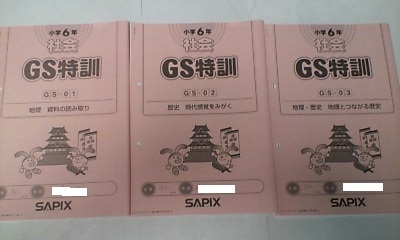 小学6年
社会
GS特訓
GS-01
地理 資料の読み取り
SAPIX
小学6年
社会
GS特訓
GS-02
歴史 時代感覚をみがく
SAPIX
小学6年
社会
GS特訓
GS-03
地理・歴史 地理とつながる歴史
SAPIX